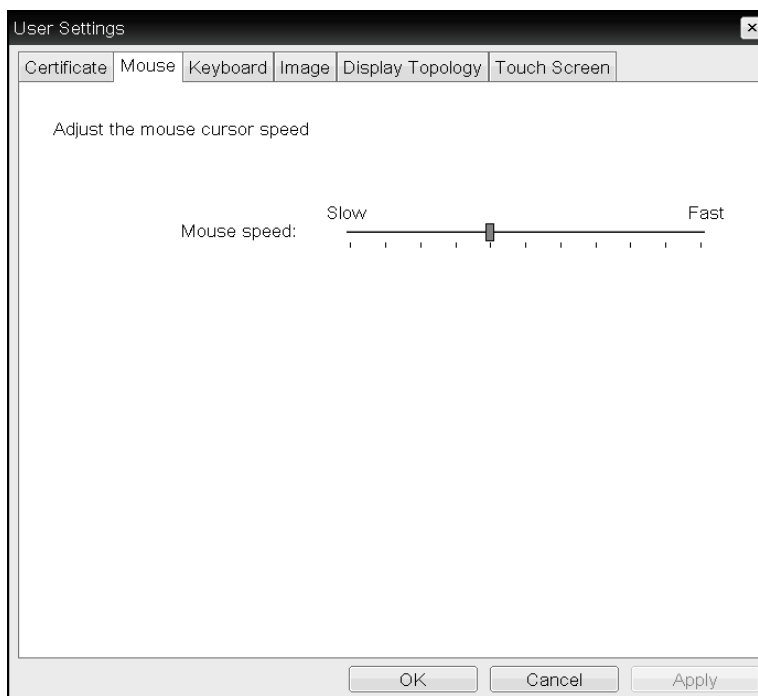 User Settings
Certificate Mouse Keyboard Image Display Topology Touch Screen
Adjust the mouse cursor speed
Slow Fast
Mouse speed:
OK Cancel Apply